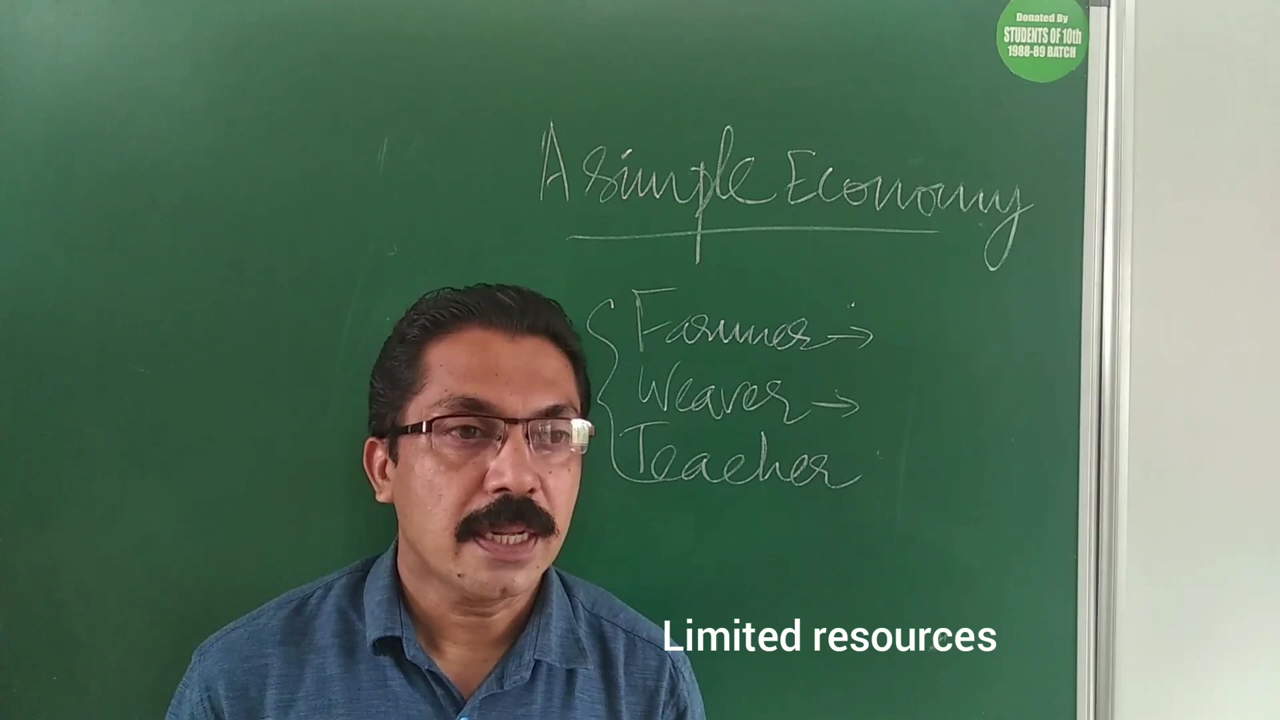 Donated By
STUDENTS OF 10th
1988-89 BATCH
A simple Economy
Farmer →
Weaver →
Teacher
Limited resources